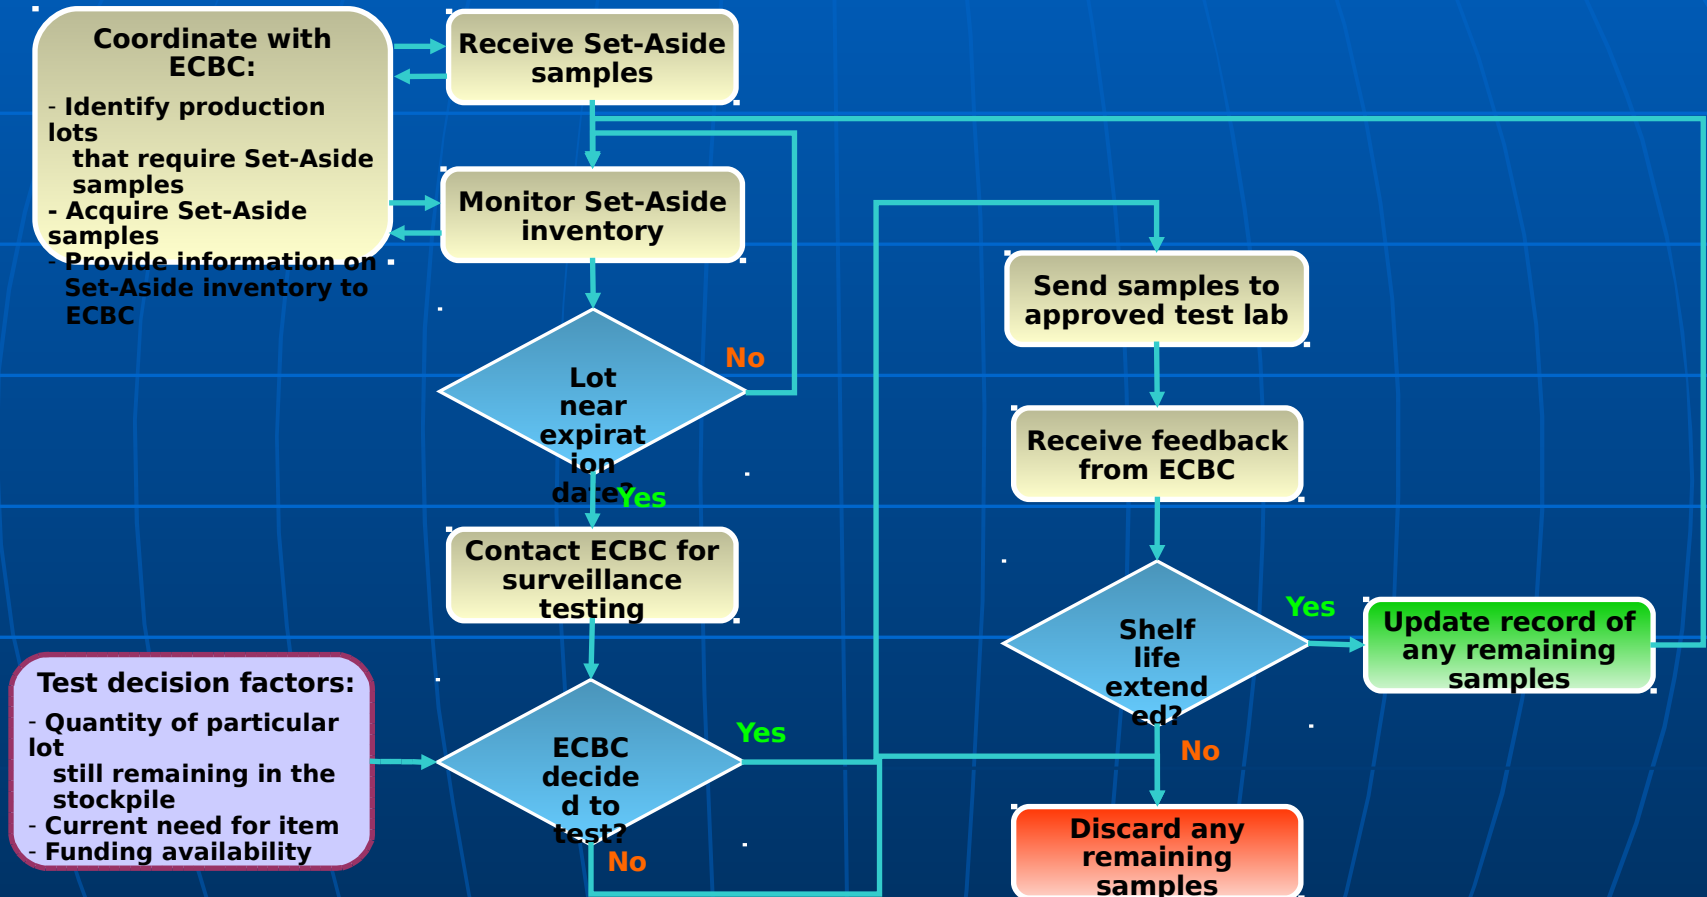 Coordinate with
ECBC:
- Identify production
lots
that require Set-Aside
samples
- Acquire Set-Aside
samples
- Provide information on
Set-Aside inventory to
ECBC
Receive Set-Aside
samples
Monitor Set-Aside
inventory
Lot
near
expirat
ion
date?
No
Yes
Contact ECBC for
surveillance
testing
Test decision factors:
- Quantity of particular
lot
still remaining in the
stockpile
- Current need for item
- Funding availability
ECBC
decide
d to
test?
Yes
No
Send samples to
approved test lab
Receive feedback
from ECBC
Shelf
life
extend
ed?
Yes
No
Update record of
any remaining
samples
Discard any
remaining
samples